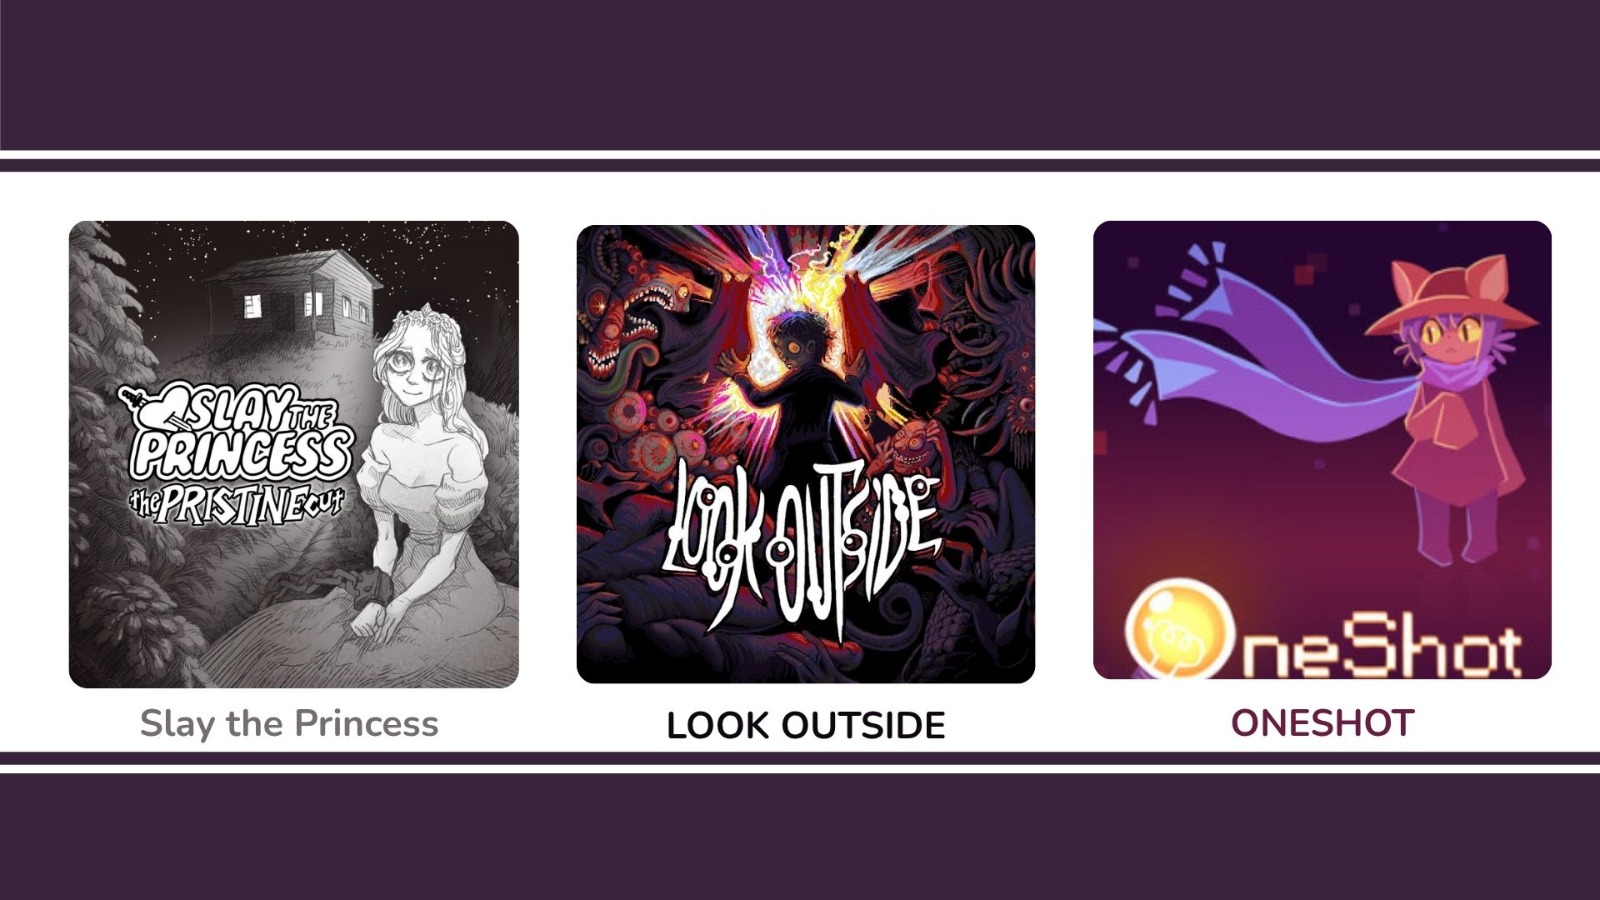 SLAY THE
PRINCESS
the PRISTINE cut
LOOK OUTSIDE
OneShot
Slay the Princess
LOOK OUTSIDE
ONESHOT